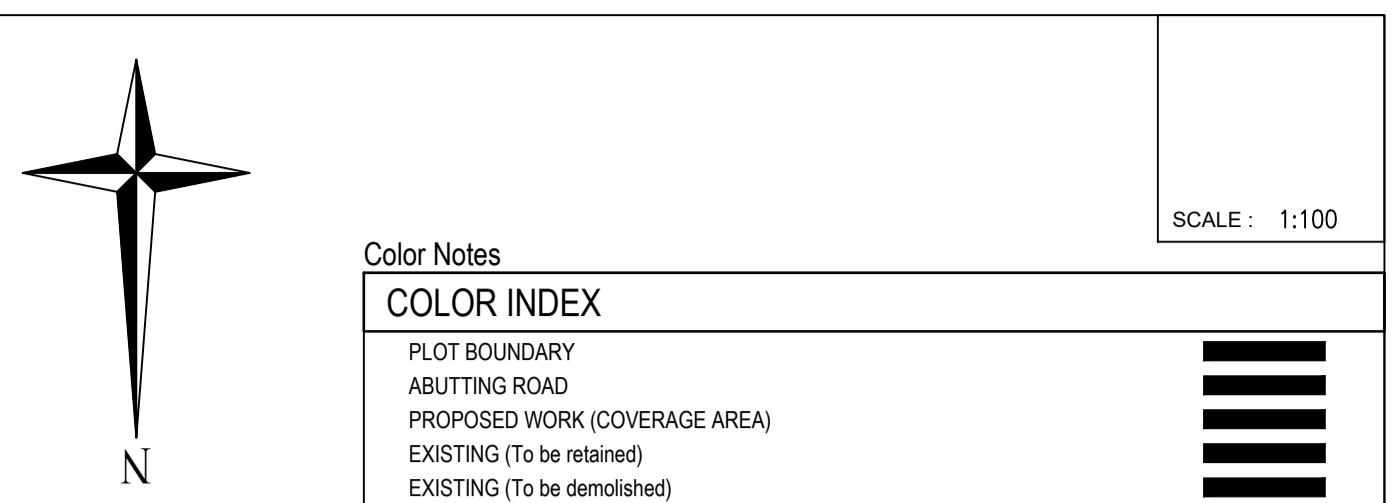 SCALE : 1:100
Color Notes
COLOR INDEX
PLOT BOUNDARY
ABUTTING ROAD
PROPOSED WORK (COVERAGE AREA)
EXISTING (To be retained)
EXISTING (To be demolished)
N